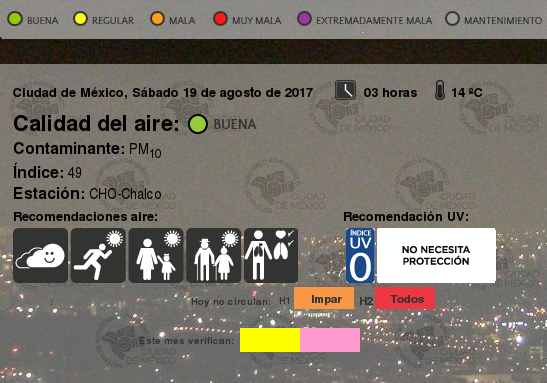 BUENA REGULAR MALA MUY MALA EXTREMADAMENTE MALA MANTENIMIENTO
Ciudad de México, Sábado 19 de agosto de 2017 03 horas 14 ºC
Calidad del aire: BUENA
Contaminante: PM10
Índice: 49
Estación: CHO-Chalco
Recomendaciones aire: Recomendación UV:
ÍNDICE
UV
0
NO NECESITA
PROTECCIÓN
: Hoy no circulan: H1 Impar H2 Todos
Este mes verifican:
CIUDAD
DE MÉXICO